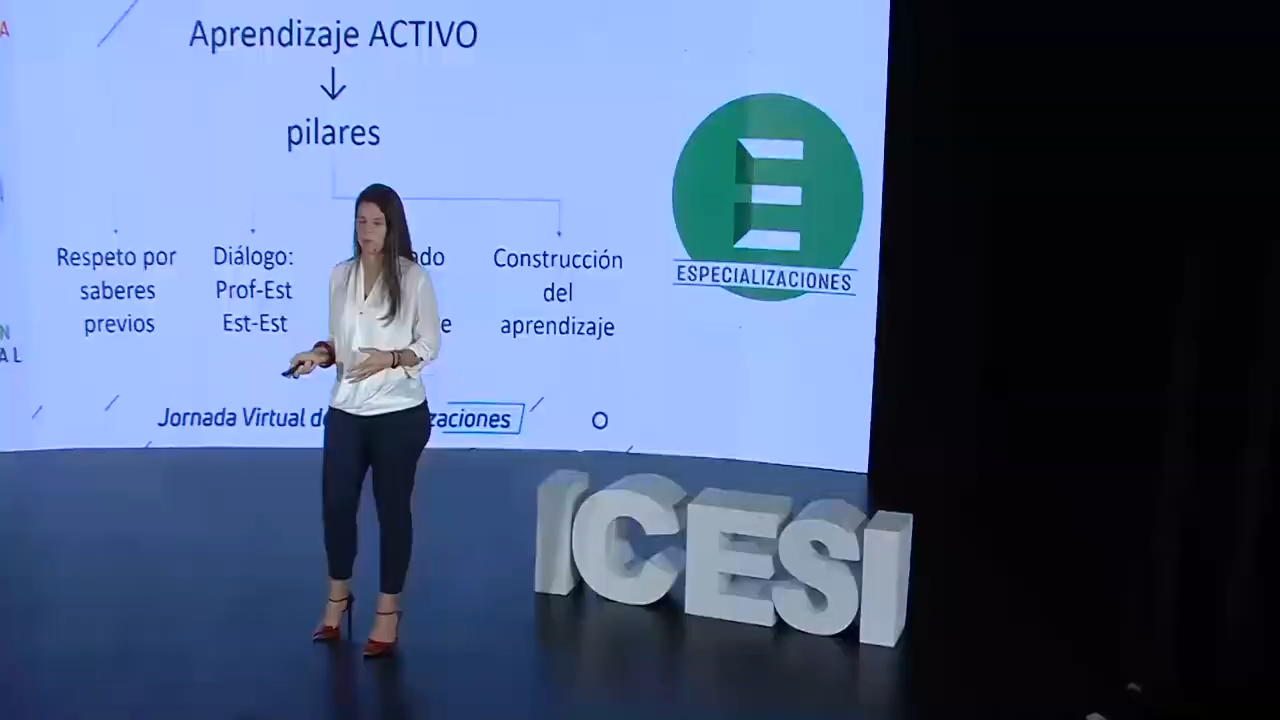 Aprendizaje ACTIVO
pilares
Respeto por
saberes
previos
Diálogo:
Prof-Est
Est-Est
Construcción
del
aprendizaje
E
ESPECIALIZACIONES
Jornada Virtual
ICESI